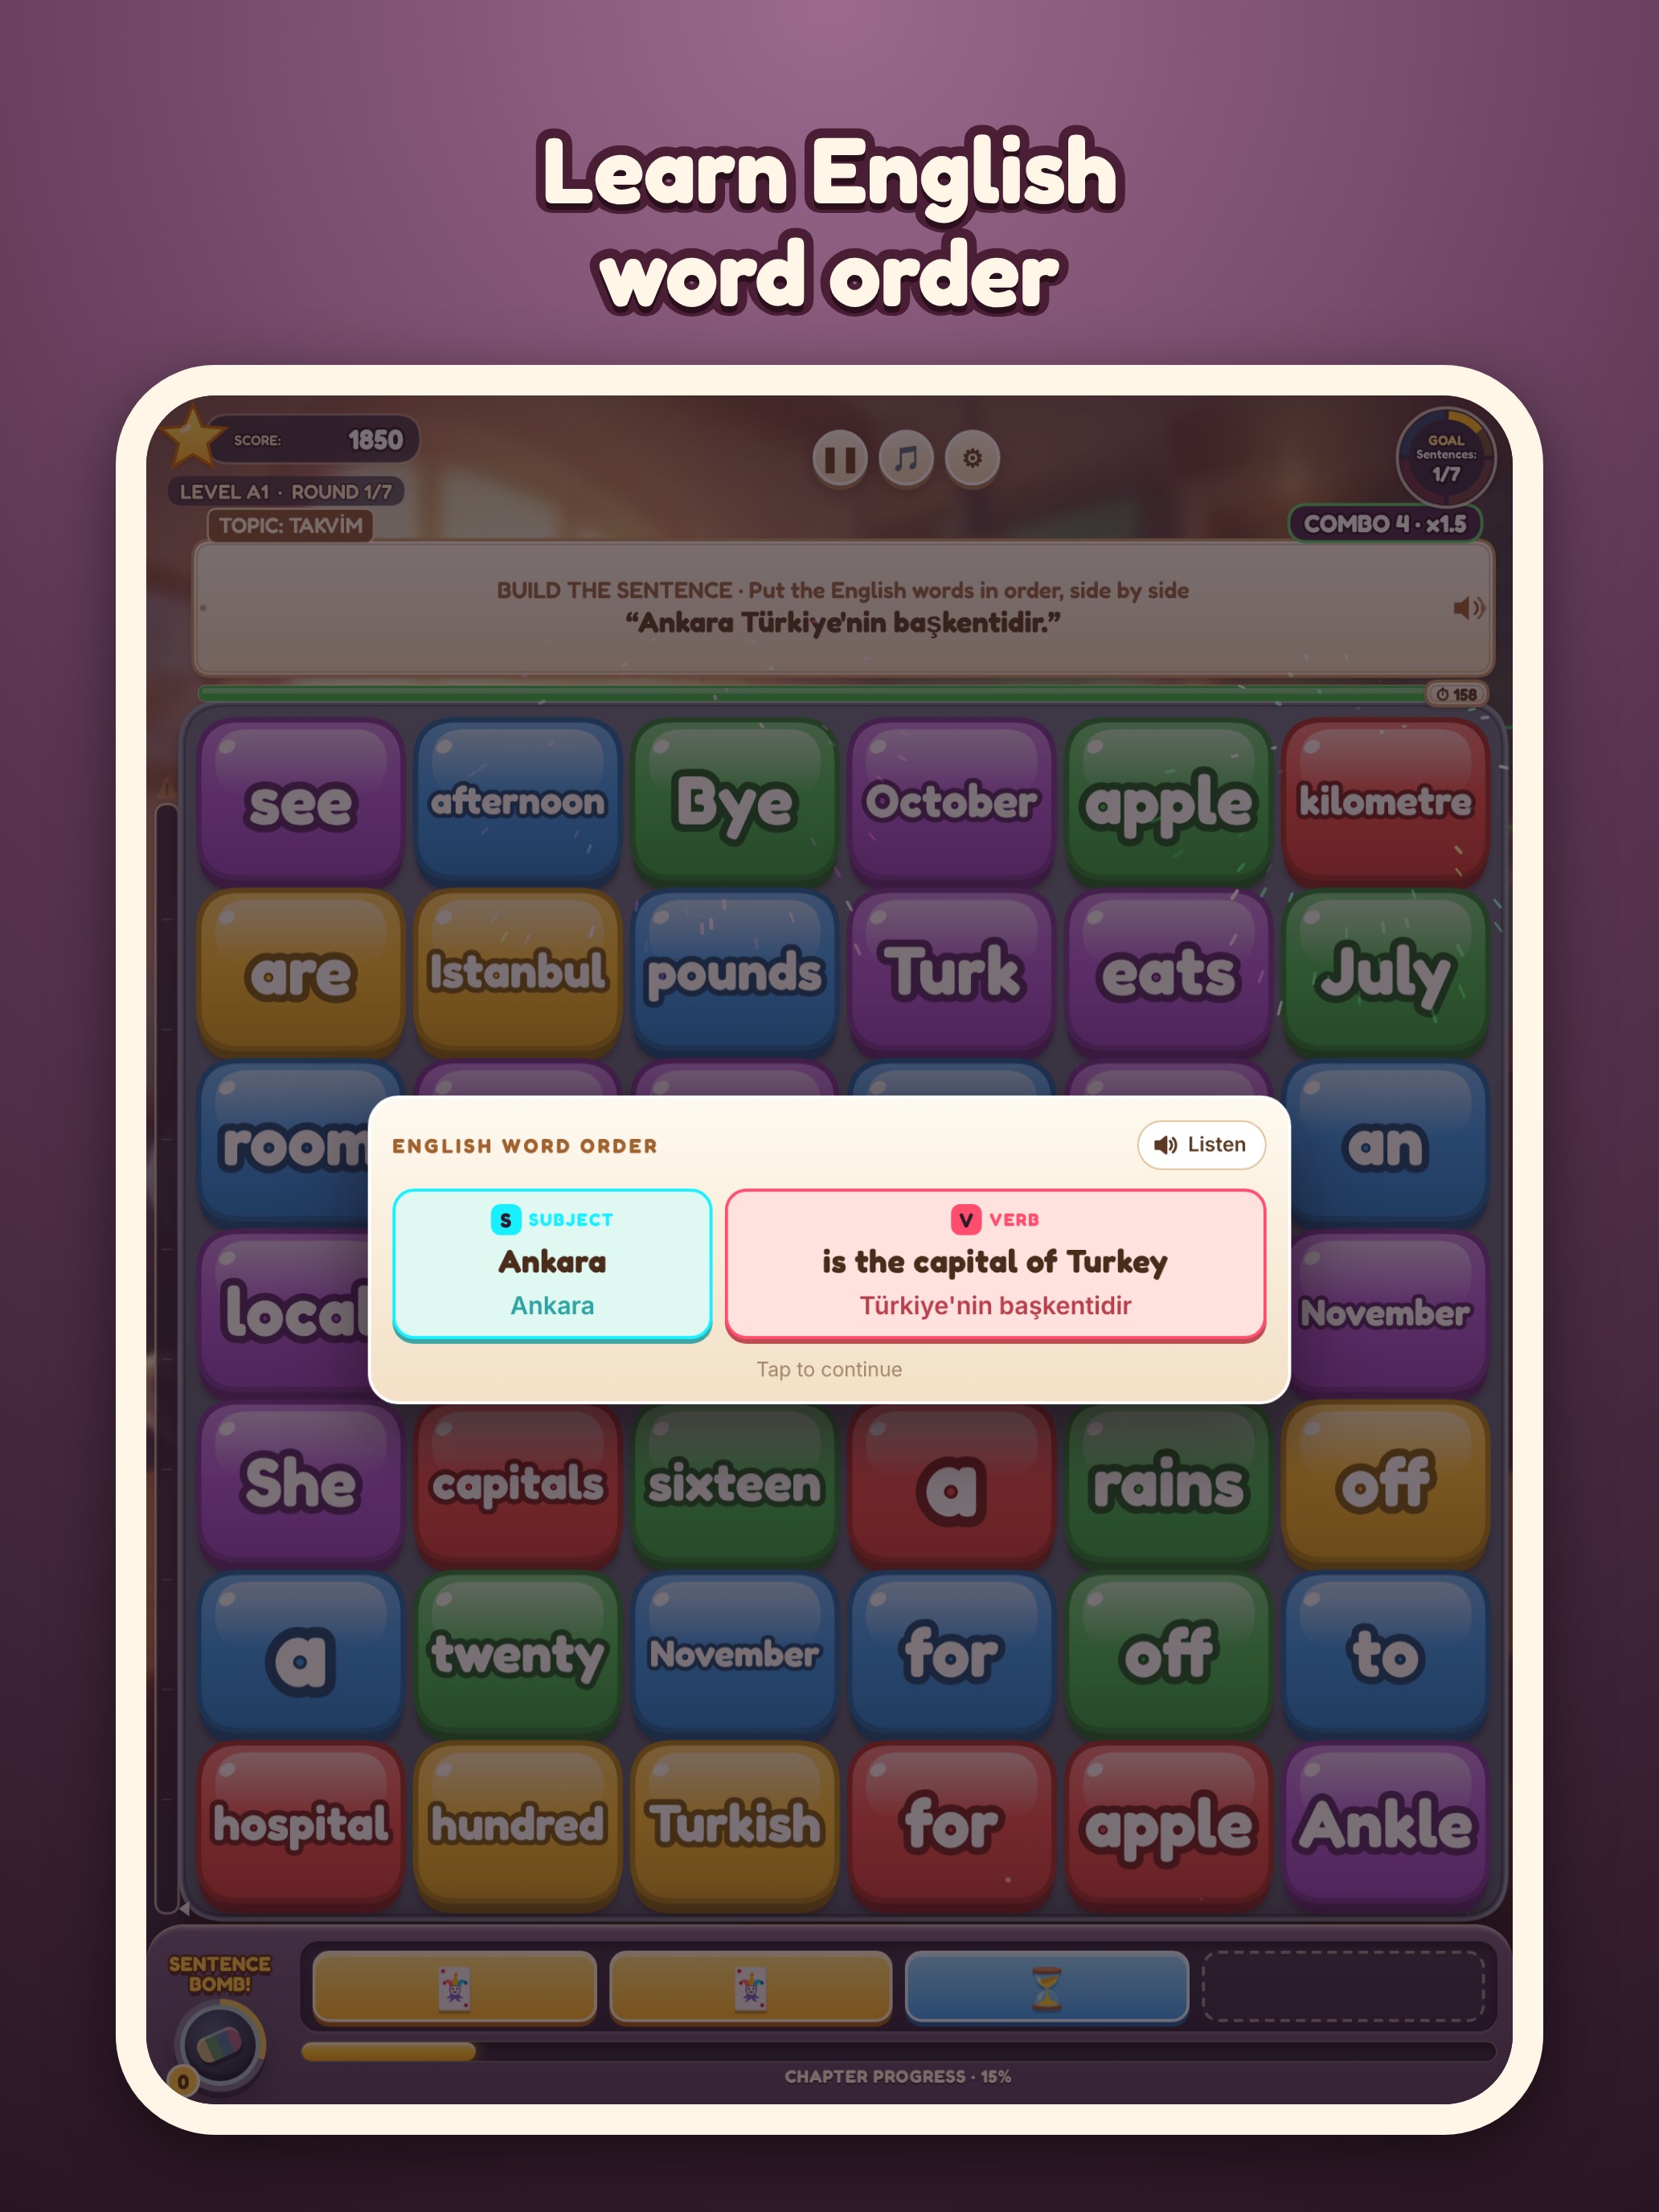 Learn English
word order
SCORE: 1850
LEVEL A1 · ROUND 1/7
GOAL
Sentences:
1/7
TOPIC: TAKVİM
COMBO 4 · x1.5
BUILD THE SENTENCE · Put the English words in order, side by side
“Ankara Türkiye'nin başkentidir.”
158
see afternoon Bye October apple kilometre
are Istanbul pounds Turk eats July
room an
ENGLISH WORD ORDER
Listen
S SUBJECT
Ankara
Ankara
V VERB
is the capital of Turkey
Türkiye'nin başkentidir
Tap to continue
local November
She capitals sixteen a rains off
a twenty November for off to
hospital hundred Turkish for apple Ankle
SENTENCE
BOMB!
0
CHAPTER PROGRESS · 15%